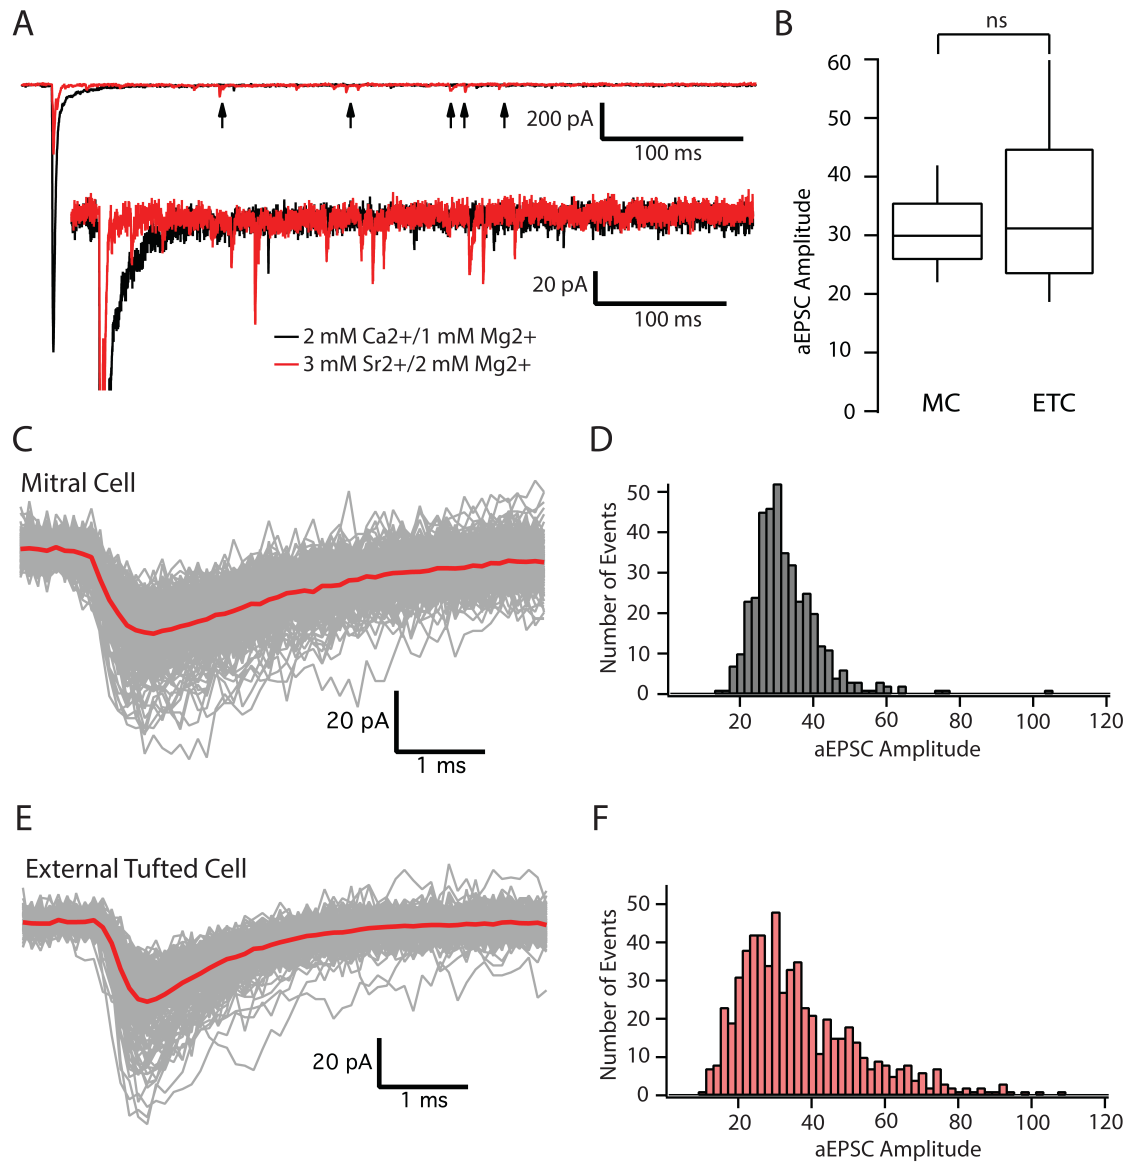 A
200 pA
100 ms
20 pA
100 ms
2 mM Ca2+/1 mM Mg2+
3 mM Sr2+/2 mM Mg2+
B
ns
60
50
40
30
20
10
0
aEPSC Amplitude
MC
ETC
C
Mitral Cell
20 pA
1 ms
D
50
40
30
20
10
0
Number of Events
20
40
60
80
100
120
aEPSC Amplitude
E
External Tufted Cell
20 pA
1 ms
F
50
40
30
20
10
0
Number of Events
20
40
60
80
100
120
aEPSC Amplitude